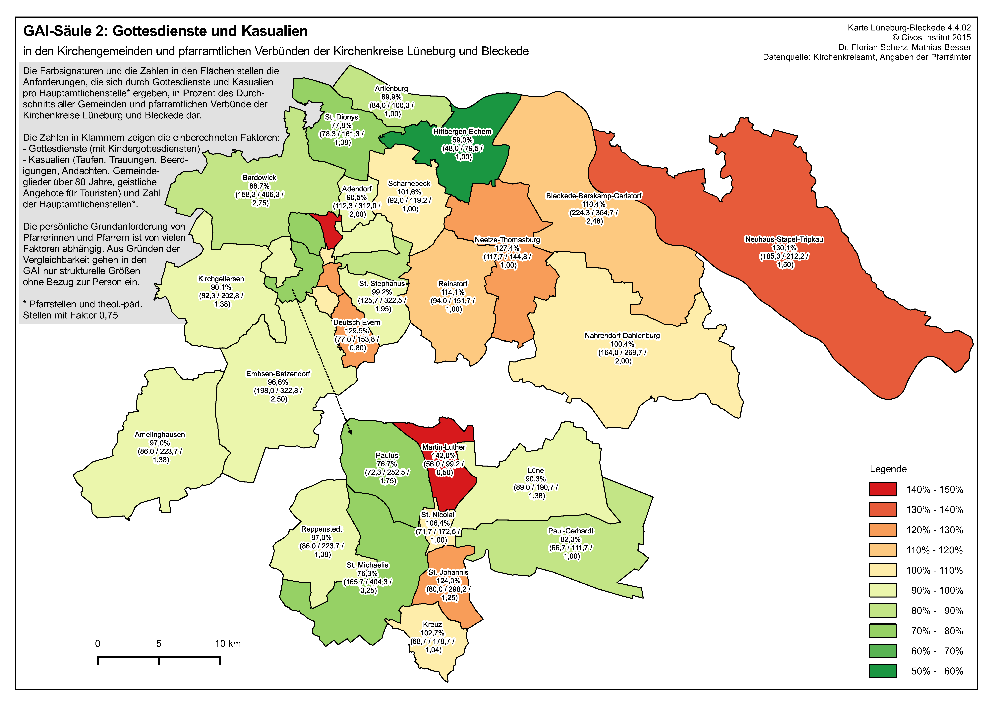 GAI-Säule 2: Gottesdienste und Kasualien
in den Kirchengemeinden und pfarramtlichen Verbünden der Kirchenkreise Lüneburg und Bleckede
Karte Lüneburg-Bleckede 4.4.02
© Civos Institut 2015
Dr. Florian Scherz, Mathias Besser
Datenquelle: Kirchenkreisamt, Angaben der Pfarrämter
Die Farbsignaturen und die Zahlen in den Flächen stellen die
Anforderungen, die sich durch Gottesdienste und Kasualien
pro Hauptamtlichenstelle* ergeben, in Prozent des Durch-
schnitts aller Gemeinden und pfarramtlichen Verbünde der
Kirchenkreise Lüneburg und Bleckede dar.
Die Zahlen in Klammern zeigen die einberechneten Faktoren:
- Gottesdienste (mit Kindergottesdiensten)
- Kasualien (Taufen, Trauungen, Beerd-
igungen, Andachten, Gemeinde-
glieder über 80 Jahre, geistliche
Angebote für Touristen) und Zahl
der Hauptamtlichenstellen*.
Die persönliche Grundanforderung von
Pfarrerinnen und Pfarrern ist von vielen
Faktoren abhängig. Aus Gründen der
Vergleichbarkeit gehen in den
GAI nur strukturelle Größen
ohne Bezug zur Person ein.
* Pfarrstellen und theol.-päd.
Stellen mit Faktor 0,75
Artlenburg
89,9%
(84,0 / 100,3 /
1,00)
St. Dionys
77,8%
(78,3 / 161,3 /
1,38)
Hittbergen-Echem
59,0%
(48,0 / 79,5 /
1,00)
Bardowick
88,7%
(158,3 / 406,3 /
2,75)
Adendorf
90,5%
(112,3 / 312,0 /
2,00)
Scharnebeck
101,6%
(92,0 / 119,2 /
1,00)
Bleckede-Barskamp-Garlstorf
110,4%
(224,3 / 364,7 /
2,48)
Neetze-Thomasburg
127,4%
(117,7 / 144,8 /
1,00)
Neuhaus-Stapel-Tripkau
130,1%
(185,3 / 212,2 /
1,50)
Kirchgellersen
90,1%
(82,3 / 202,8 /
1,38)
St. Stephanus
99,2%
(125,7 / 322,5 /
1,95)
Reinstorf
114,1%
(94,0 / 151,7 /
1,00)
Deutsch Evern
129,5%
(77,0 / 153,8 /
0,80)
Nahrendorf-Dahlenburg
100,4%
(164,0 / 269,7 /
2,00)
Embsen-Betzendorf
96,6%
(198,0 / 322,8 /
2,50)
Amelinghausen
97,0%
(86,0 / 223,7 /
1,38)
Paulus
76,7%
(72,3 / 252,5 /
1,75)
Martin-Luther
142,0%
(56,0 / 99,2 /
0,50)
Lüne
90,3%
(89,0 / 190,7 /
1,38)
St. Nicolai
106,4%
(71,7 / 172,5 /
1,00)
Reppenstedt
97,0%
(86,0 / 223,7 /
1,38)
Paul-Gerhardt
82,3%
(66,7 / 111,7 /
1,00)
St. Michaelis
76,3%
(165,7 / 404,3 /
3,25)
St. Johannis
124,0%
(80,0 / 298,2 /
1,25)
Kreuz
102,7%
(68,7 / 178,7 /
1,04)
0 5 10 km
Legende
140% - 150%
130% - 140%
120% - 130%
110% - 120%
100% - 110%
90% - 100%
80% - 90%
70% - 80%
60% - 70%
50% - 60%